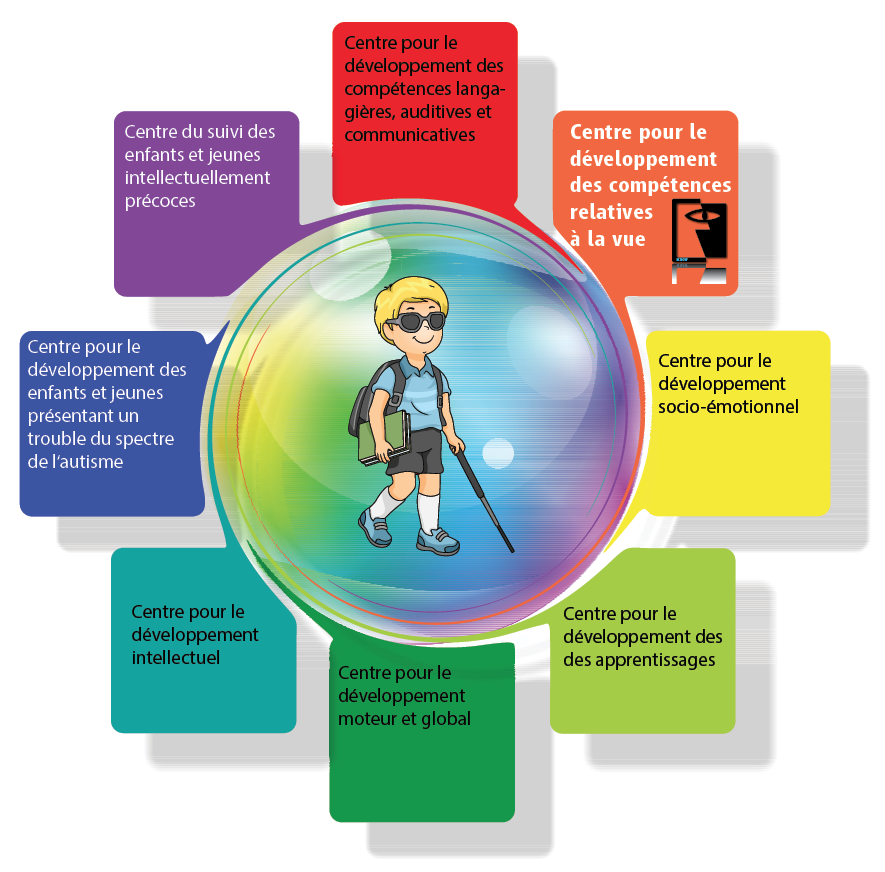 Centre pour le
développement des
compétences langa-
gières, auditives et
communicatives
Centre pour le
développement
des compétences
relatives
à la vue
Centre pour le
développement
socio-émotionnel
Centre pour le
développement des
des apprentissages
Centre pour le
développement
moteur et global
Centre pour le
développement
intellectuel
Centre pour le
développement des
enfants et jeunes
présentant un
trouble du spectre
de l'autisme
Centre du suivi des
enfants et jeunes
intellectuellement
précoces